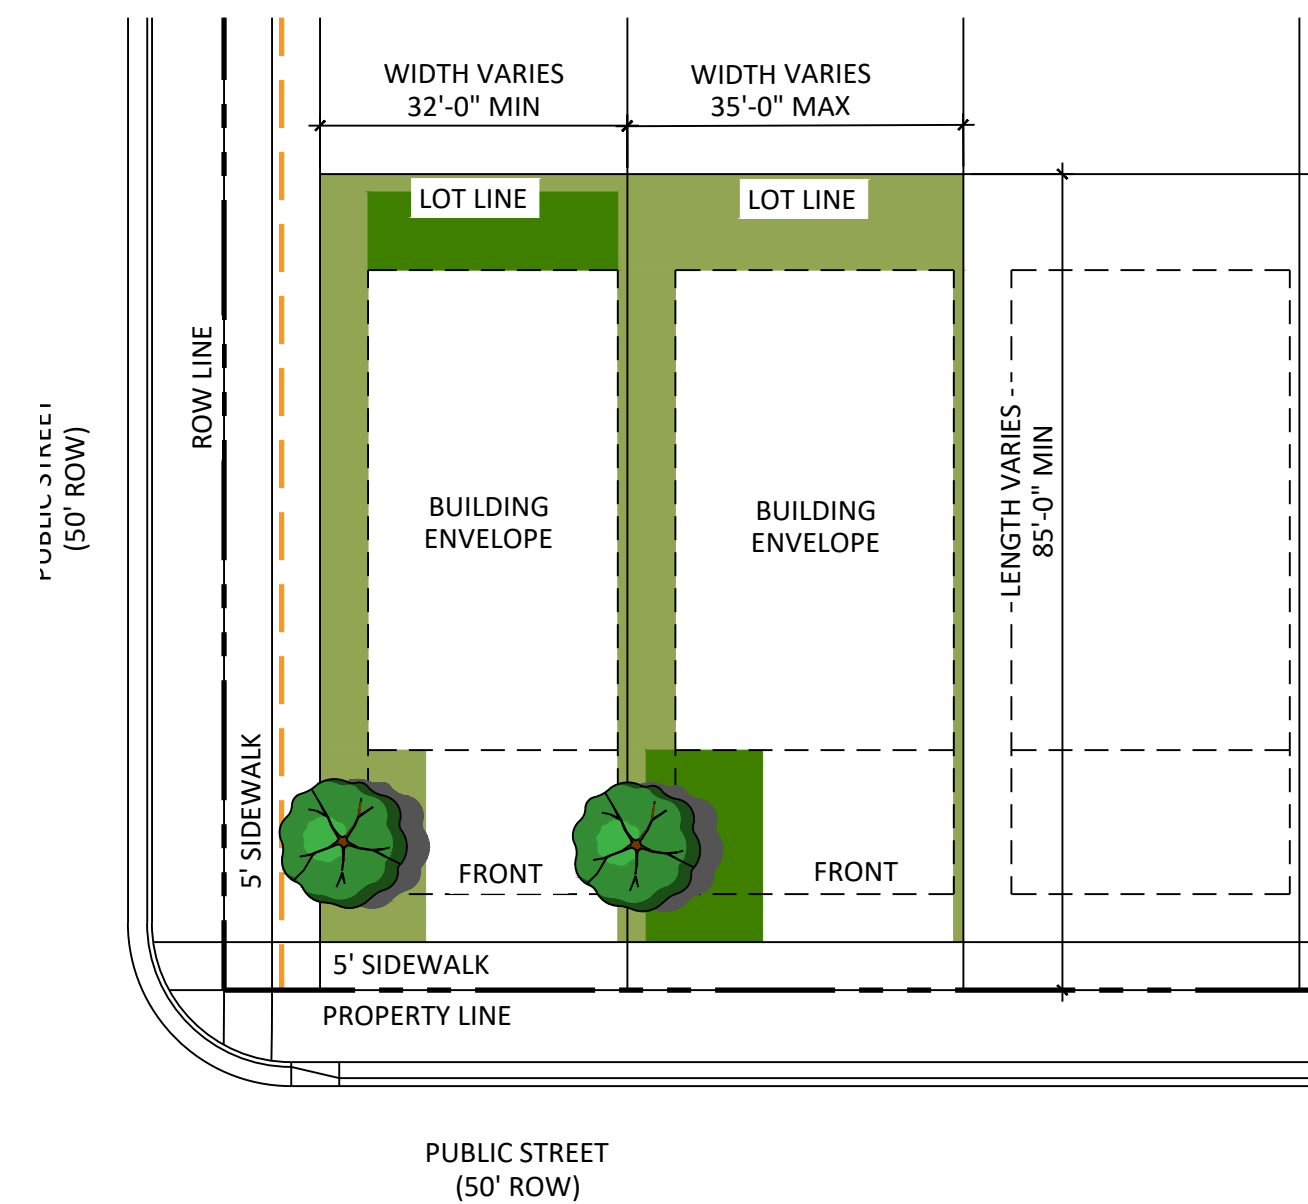 WIDTH VARIES
32'-0" MIN
WIDTH VARIES
35'-0" MAX
LOT LINE
LOT LINE
ROW LINE
PUBLIC STREET
(50' ROW)
BUILDING
ENVELOPE
BUILDING
ENVELOPE
LENGTH VARIES
85'-0" MIN
5' SIDEWALK
FRONT
FRONT
5' SIDEWALK
PROPERTY LINE
PUBLIC STREET
(50' ROW)